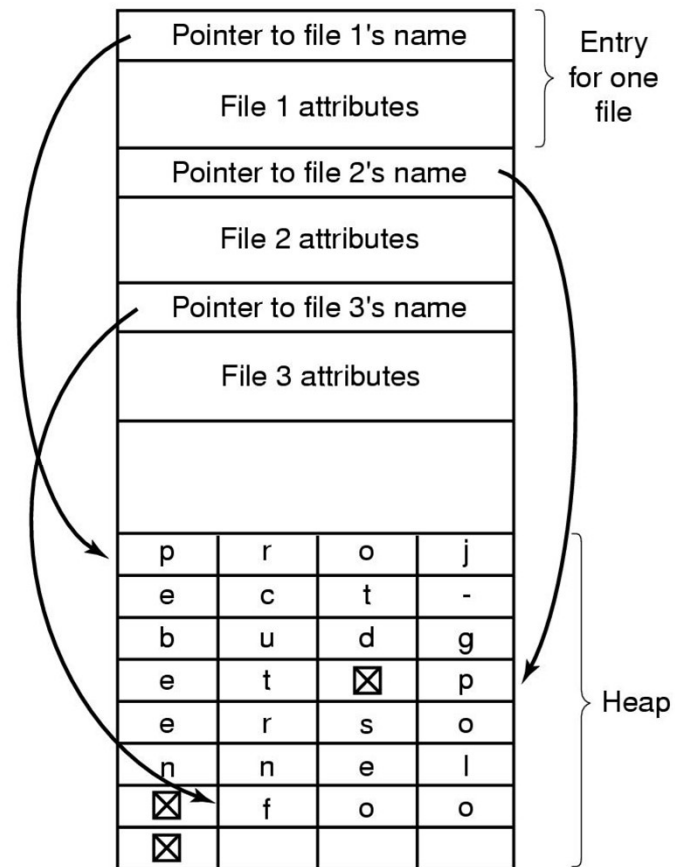 Pointer to file 1's name
File 1 attributes
Pointer to file 2's name
File 2 attributes
Pointer to file 3's name
File 3 attributes
Entry
for one
file
p r o j
e c t -
b u d g
e t ☒ p
e r s o
n n e l
☒ f o o
☒
Heap